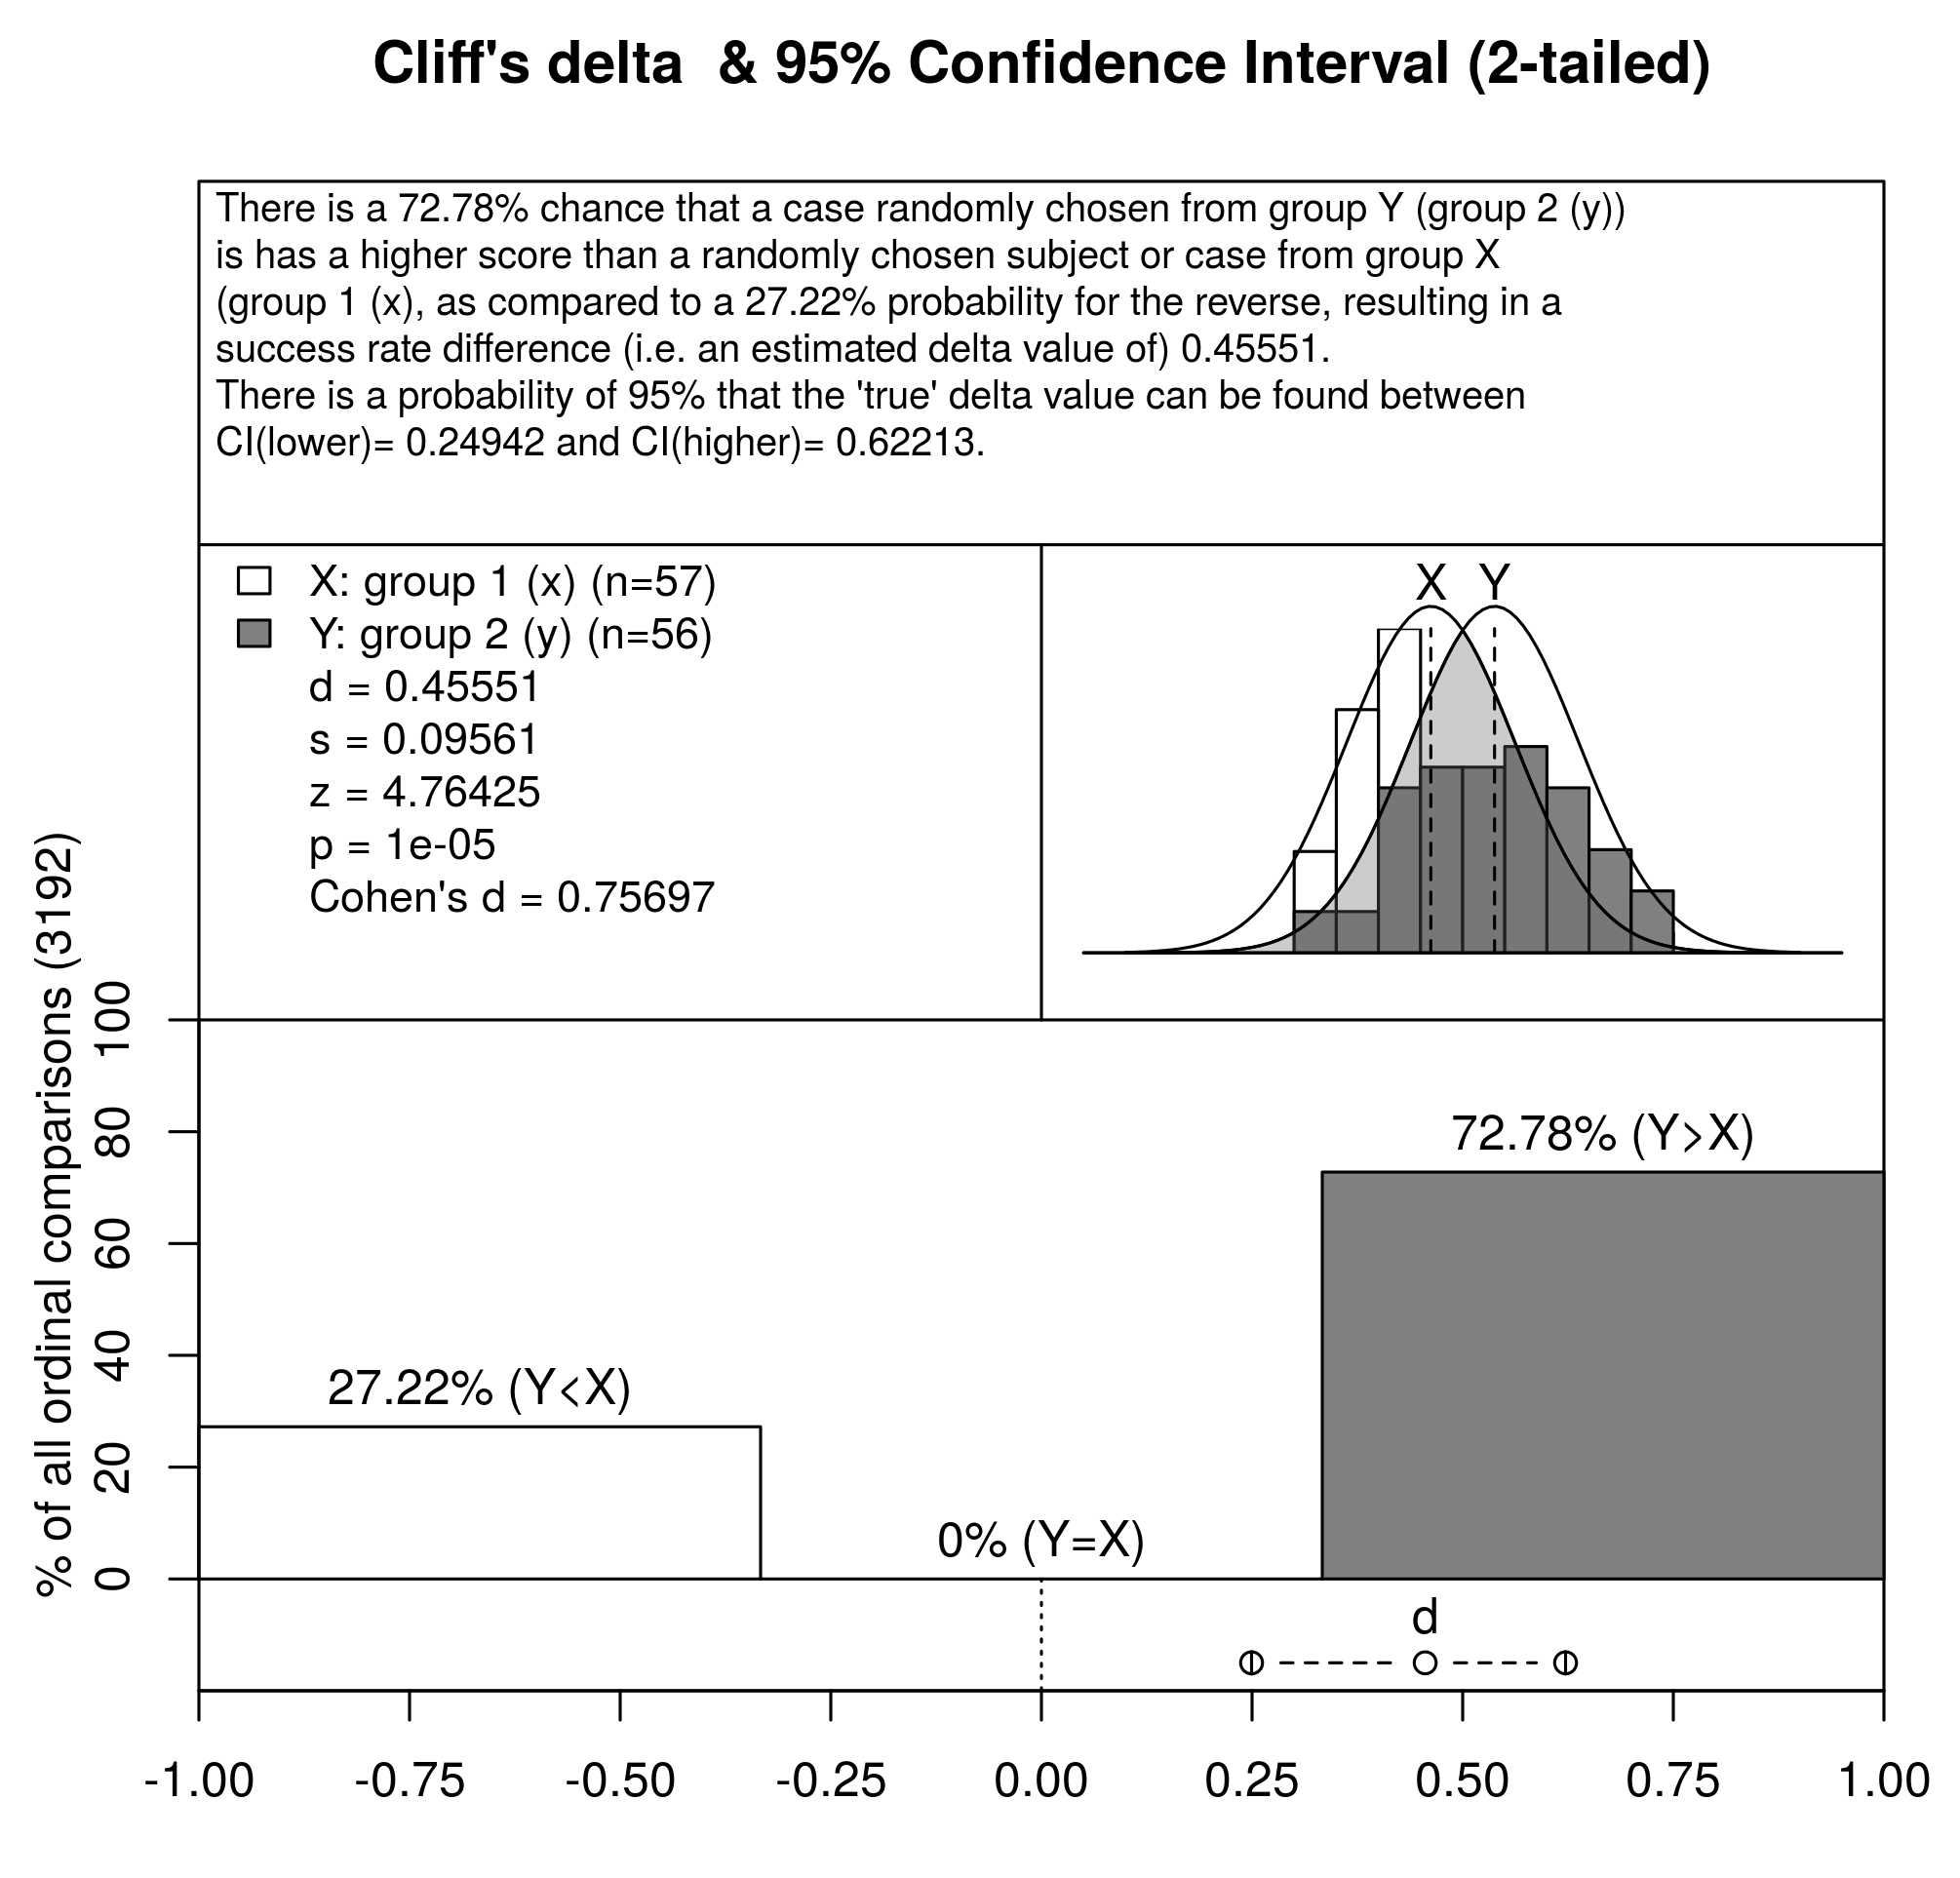 Cliff's delta  & 95% Confidence Interval (2-tailed)
There is a 72.78% chance that a case randomly chosen from group Y (group 2 (y))
is has a higher score than a randomly chosen subject or case from group X
(group 1 (x), as compared to a 27.22% probability for the reverse, resulting in a
success rate difference (i.e. an estimated delta value of) 0.45551.
There is a probability of 95% that the 'true' delta value can be found between
CI(lower)= 0.24942 and CI(higher)= 0.62213.
X: group 1 (x) (n=57)
Y: group 2 (y) (n=56)
d = 0.45551
s = 0.09561
z = 4.76425
p = 1e-05
Cohen's d = 0.75697
X Y
% of all ordinal comparisons (3192)
100
80
60
40
20
0
72.78% (Y>X)
27.22% (Y<X)
0% (Y=X)
d
-1.00 -0.75 -0.50 -0.25 0.00 0.25 0.50 0.75 1.00